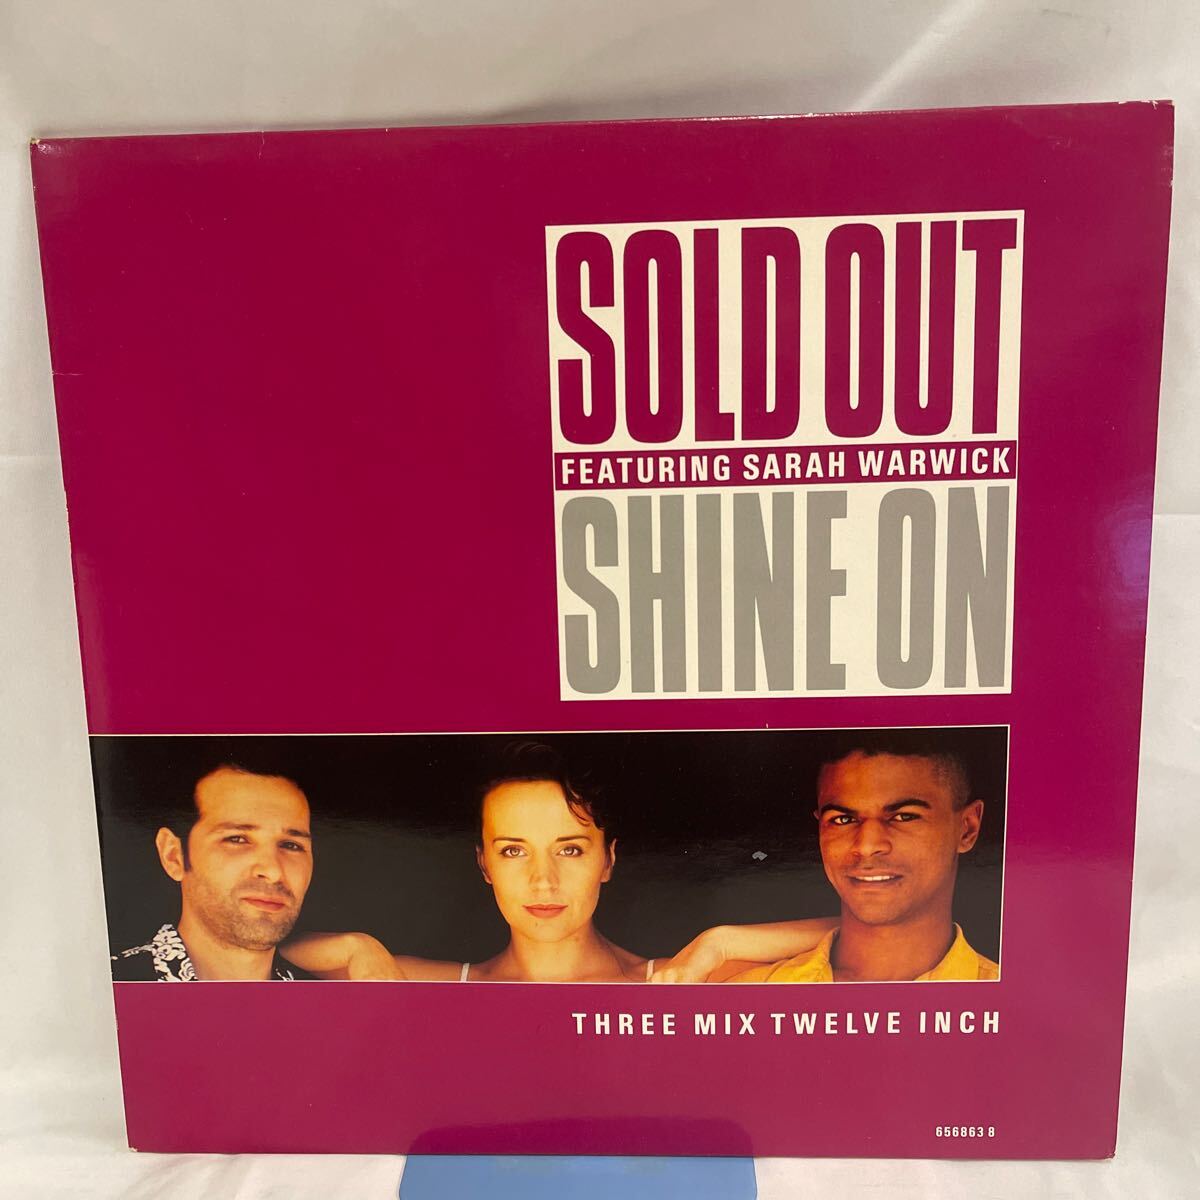 SOLD OUT
FEATURING SARAH WARWICK
SHINE ON
THREE MIX TWELVE INCH
656863 8